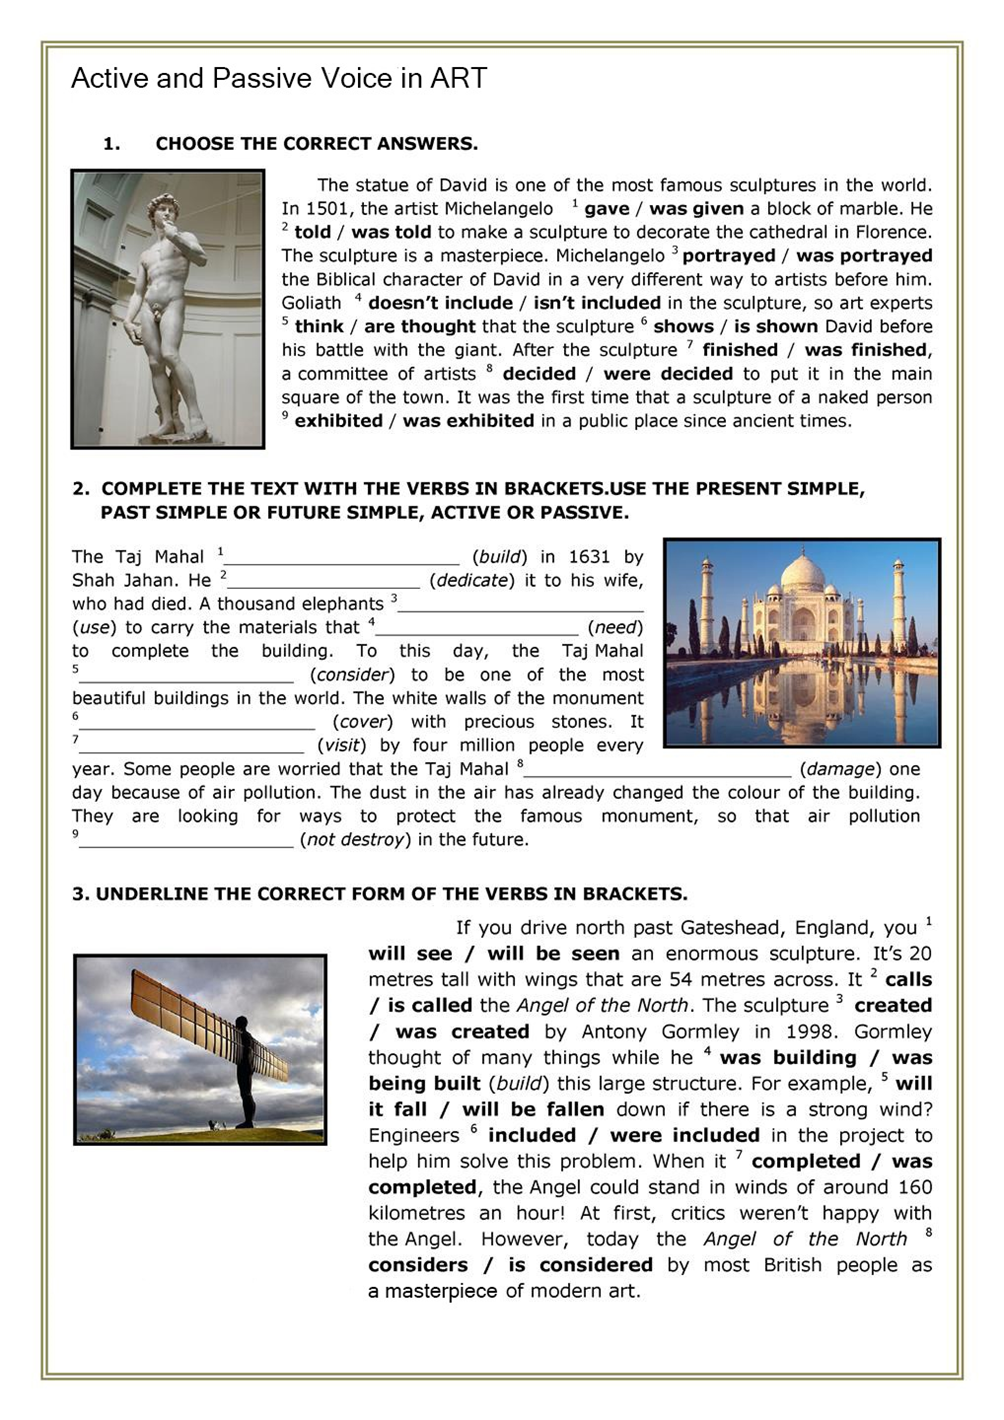 Active and Passive Voice in ART
1. CHOOSE THE CORRECT ANSWERS.
The statue of David is one of the most famous sculptures in the world.
In 1501, the artist Michelangelo 1 gave / was given a block of marble. He
2 told / was told to make a sculpture to decorate the cathedral in Florence.
The sculpture is a masterpiece. Michelangelo 3 portrayed / was portrayed
the Biblical character of David in a very different way to artists before him.
Goliath 4 doesn't include / isn't included in the sculpture, so art experts
5 think / are thought that the sculpture 6 shows / is shown David before
his battle with the giant. After the sculpture 7 finished / was finished,
a committee of artists 8 decided / were decided to put it in the main
square of the town. It was the first time that a sculpture of a naked person
9 exhibited / was exhibited in a public place since ancient times.
2. COMPLETE THE TEXT WITH THE VERBS IN BRACKETS.USE THE PRESENT SIMPLE,
PAST SIMPLE OR FUTURE SIMPLE, ACTIVE OR PASSIVE.
The Taj Mahal 1_________________________ (build) in 1631 by
Shah Jahan. He 2____________________ (dedicate) it to his wife,
who had died. A thousand elephants 3__________________________
(use) to carry the materials that 4_____________________ (need)
to complete the building. To this day, the Taj Mahal
5_______________________ (consider) to be one of the most
beautiful buildings in the world. The white walls of the monument
6_________________________ (cover) with precious stones. It
7________________________ (visit) by four million people every
year. Some people are worried that the Taj Mahal 8____________________________ (damage) one
day because of air pollution. The dust in the air has already changed the colour of the building.
They are looking for ways to protect the famous monument, so that air pollution
9_______________________ (not destroy) in the future.
3. UNDERLINE THE CORRECT FORM OF THE VERBS IN BRACKETS.
If you drive north past Gateshead, England, you 1
will see / will be seen an enormous sculpture. It's 20
metres tall with wings that are 54 metres across. It 2 calls
/ is called the Angel of the North. The sculpture 3 created
/ was created by Antony Gormley in 1998. Gormley
thought of many things while he 4 was building / was
being built (build) this large structure. For example, 5 will
it fall / will be fallen down if there is a strong wind?
Engineers 6 included / were included in the project to
help him solve this problem. When it 7 completed / was
completed, the Angel could stand in winds of around 160
kilometres an hour! At first, critics weren't happy with
the Angel. However, today the Angel of the North 8
considers / is considered by most British people as
a masterpiece of modern art.